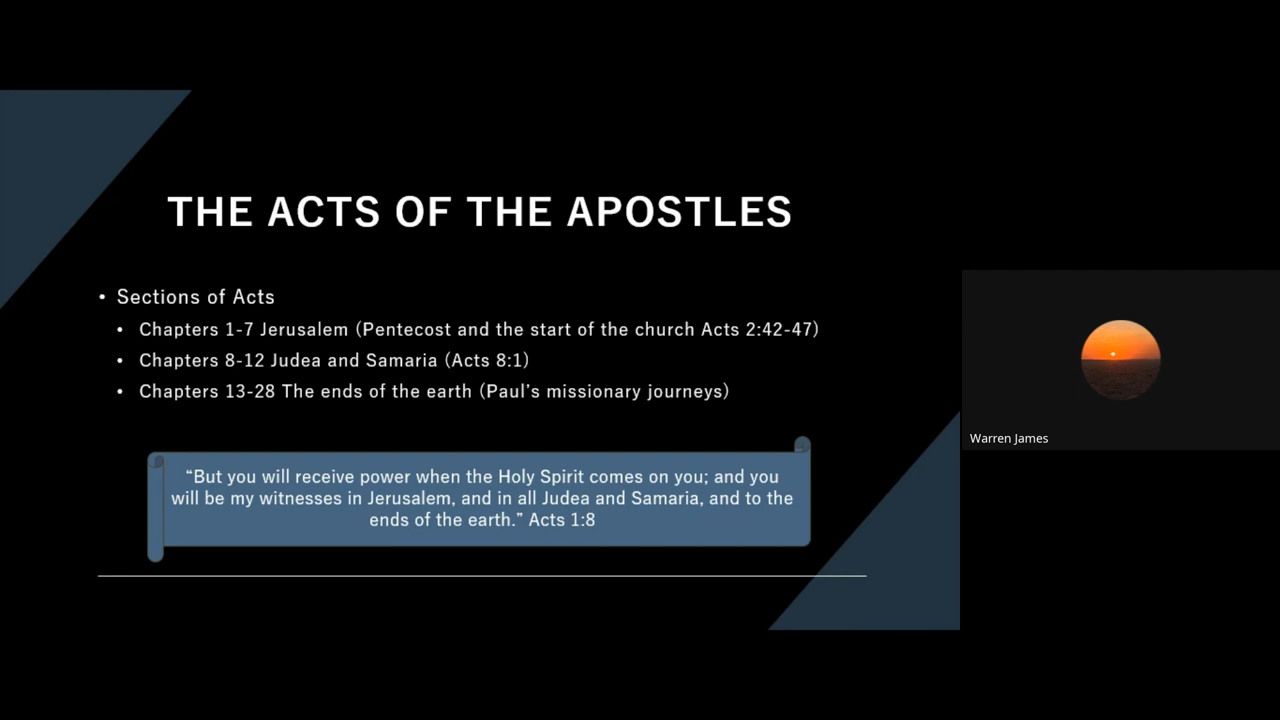 THE ACTS OF THE APOSTLES
• Sections of Acts
• Chapters 1-7 Jerusalem (Pentecost and the start of the church Acts 2:42-47)
• Chapters 8-12 Judea and Samaria (Acts 8:1)
• Chapters 13-28 The ends of the earth (Paul’s missionary journeys)
“But you will receive power when the Holy Spirit comes on you; and you
will be my witnesses in Jerusalem, and in all Judea and Samaria, and to the
ends of the earth.” Acts 1:8
Warren James